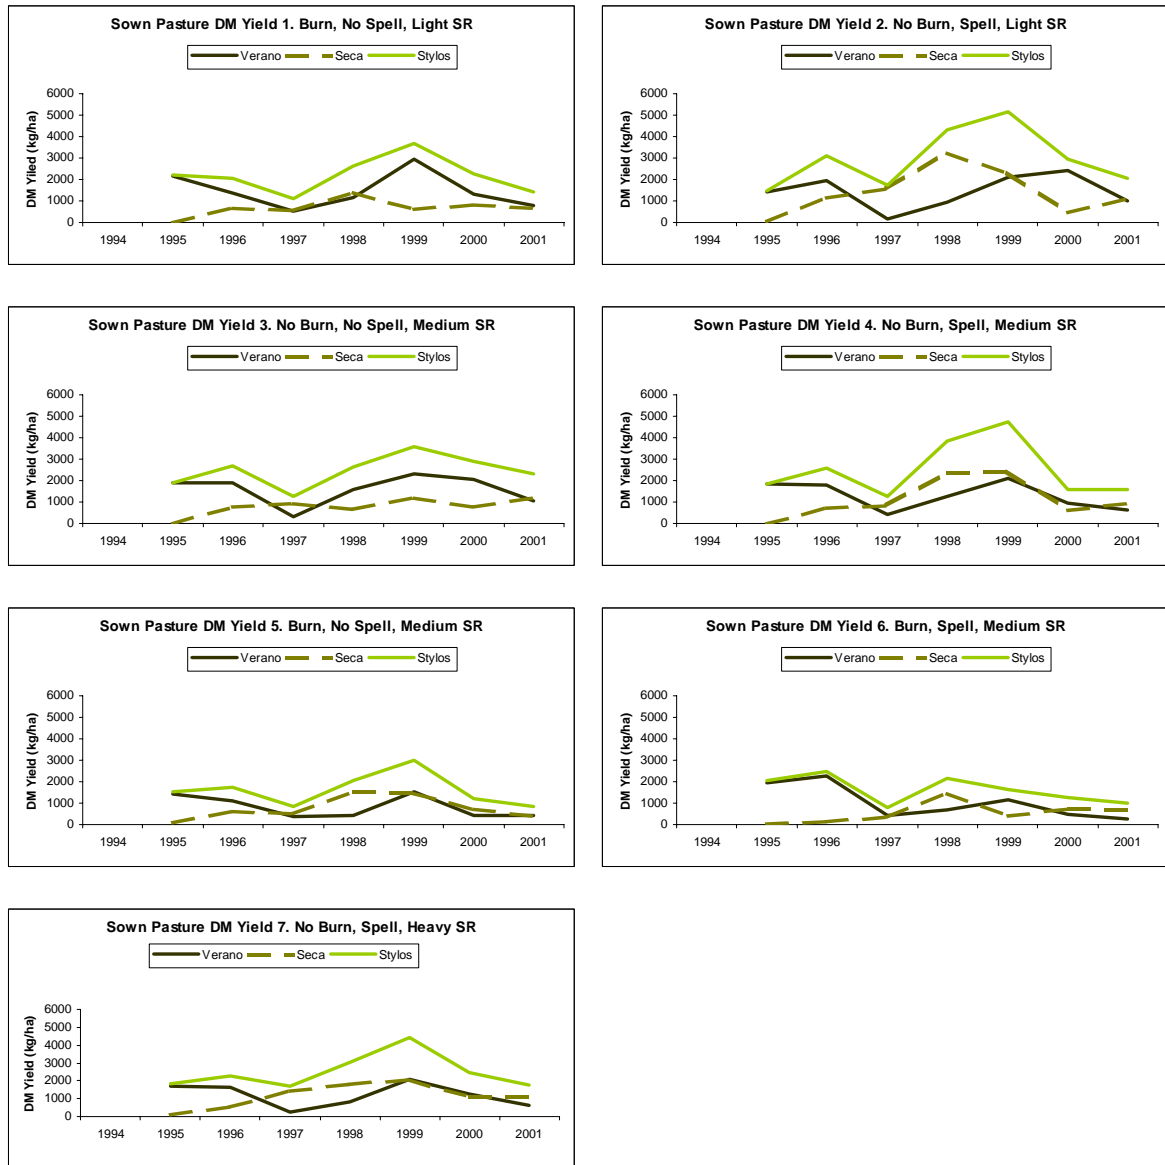 Sown Pasture DM Yield 1. Burn, No Spell, Light SR
Verano Seca Stylos
DM Yiled (kg/ha)
6000
5000
4000
3000
2000
1000
0
1994 1995 1996 1997 1998 1999 2000 2001
Sown Pasture DM Yield 2. No Burn, Spell, Light SR
Verano Seca Stylos
DM Yield (kg/ha)
6000
5000
4000
3000
2000
1000
0
1994 1995 1996 1997 1998 1999 2000 2001
Sown Pasture DM Yield 3. No Burn, No Spell, Medium SR
Verano Seca Stylos
DM Yield (kg/ha)
6000
5000
4000
3000
2000
1000
0
1994 1995 1996 1997 1998 1999 2000 2001
Sown Pasture DM Yield 4. No Burn, Spell, Medium SR
Verano Seca Stylos
DM Yield (kg/ha)
6000
5000
4000
3000
2000
1000
0
1994 1995 1996 1997 1998 1999 2000 2001
Sown Pasture DM Yield 5. Burn, No Spell, Medium SR
Verano Seca Stylos
DM Yield (kg/ha)
6000
5000
4000
3000
2000
1000
0
1994 1995 1996 1997 1998 1999 2000 2001
Sown Pasture DM Yield 6. Burn, Spell, Medium SR
Verano Seca Stylos
DM Yield (kg/ha)
6000
5000
4000
3000
2000
1000
0
1994 1995 1996 1997 1998 1999 2000 2001
Sown Pasture DM Yield 7. No Burn, Spell, Heavy SR
Verano Seca Stylos
DM Yield (kg/ha)
6000
5000
4000
3000
2000
1000
0
1994 1995 1996 1997 1998 1999 2000 2001